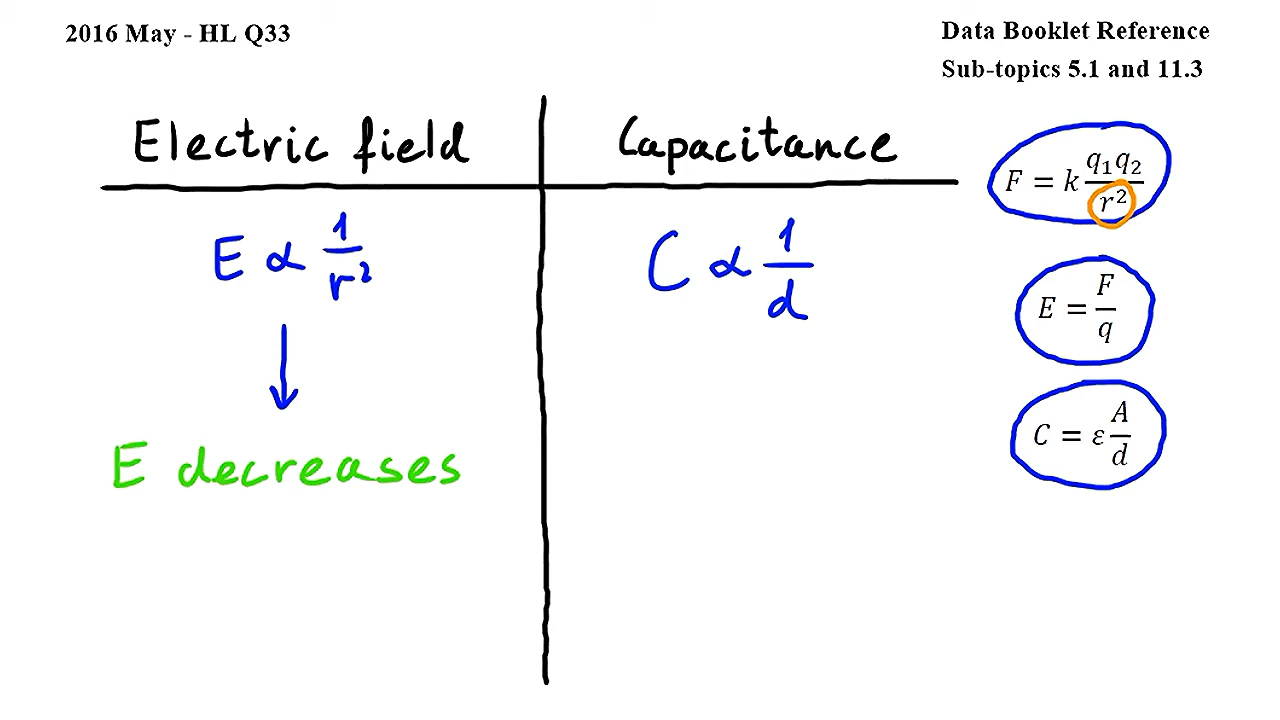 2016 May - HL Q33
Data Booklet Reference
Sub-topics 5.1 and 11.3
Electric field
Capacitance
E ∝ 1/r²
C ∝ 1/d
E decreases
F = k q₁q₂/r²
E = F/q
C = ε A/d